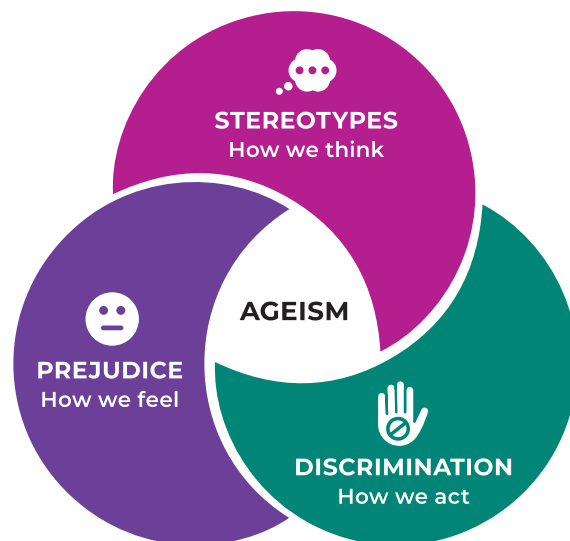 STEREOTYPES
How we think
AGEISM
PREJUDICE
How we feel
DISCRIMINATION
How we act